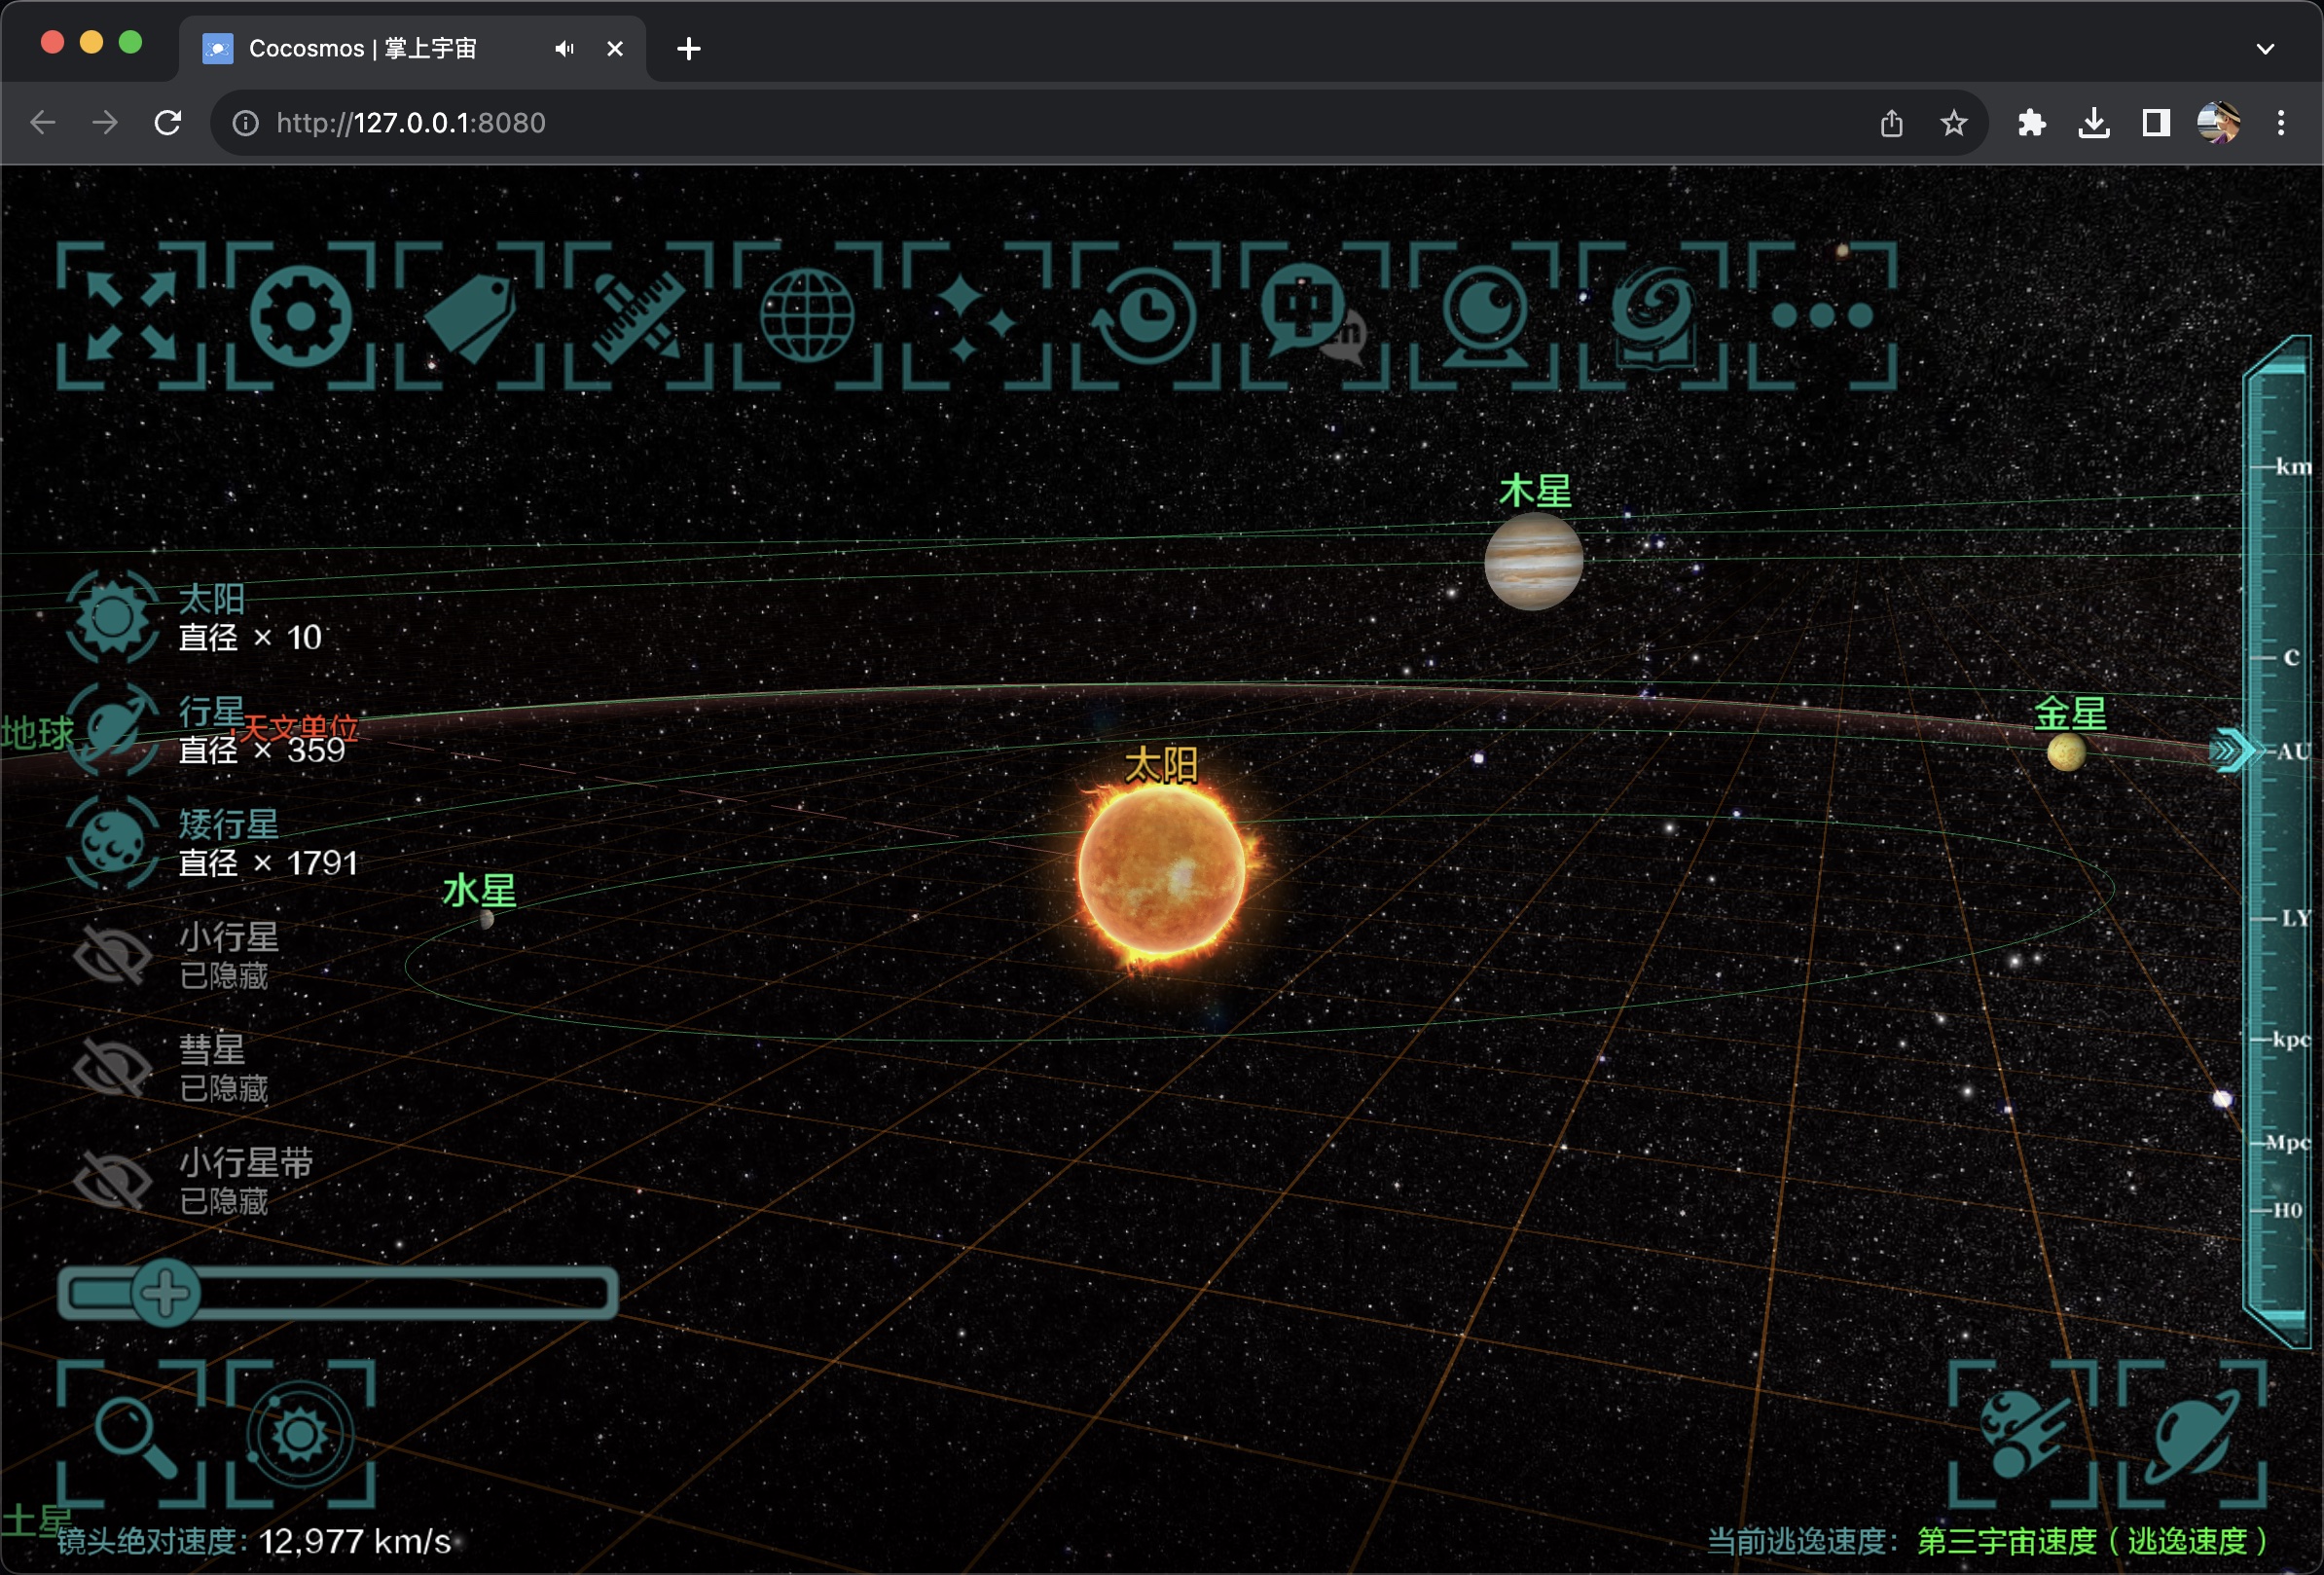 Cocosmos | 掌上宇宙
http://127.0.0.1:8080
木星
km
太阳
直径 × 10
C
行星
直径 × 359
地球
天文单位
金星
AU
太阳
矮行星
直径 × 1791
水星
LY
小行星
已隐藏
彗星
已隐藏
kpc
小行星带
已隐藏
Mpc
H0
土星
镜头绝对速度: 12,977 km/s
当前逃逸速度: 第三宇宙速度 ( 逃逸速度 )